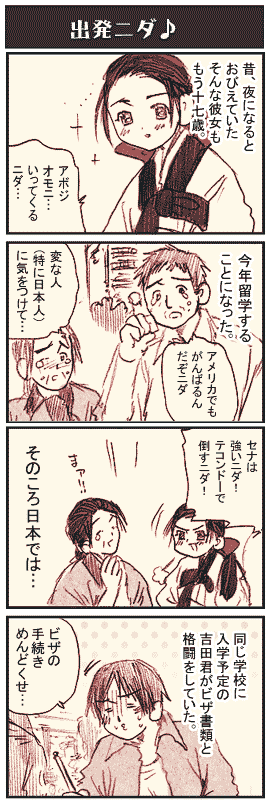 出発ニダ♪
昔、夜になると
おびえていた
そんな彼女も
もう十七歳。
アボジ
オモニ…
いってくる
ニダ…
今年留学する
ことになった。
アメリカでも
がんばるん
だぞニダ
変な人
（特に日本人）
に気をつけて…
セナは
強いニダ！
テコンドーで
倒すニダ！
まァ!!
そのころ日本では…
同じ学校に
入学予定の
吉田君がビザ書類と
格闘をしていた。
ビザの
手続き
めんどくせ…